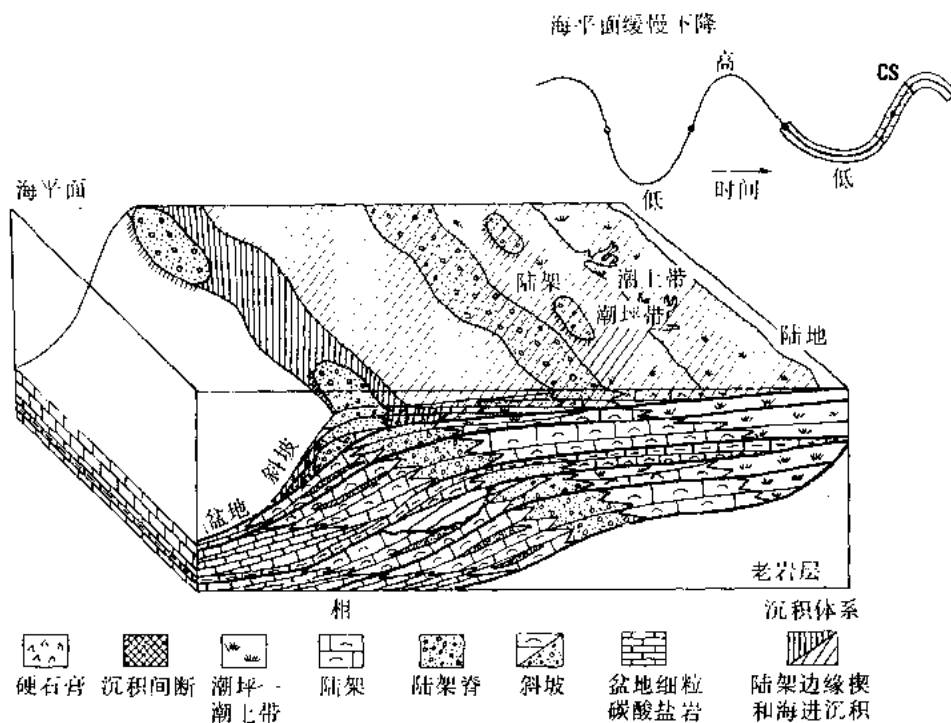 海平面缓慢下降
高
CS
海平面
低
时间
低
陆架
潮上带
潮坪带
陆地
斜坡
盆地
老岩层
相
沉积体系
硬石膏
沉积间断
潮坪一
潮上带
陆架
陆架脊
斜坡
盆地细粒
碳酸盐岩
陆架边缘楔
和海进沉积